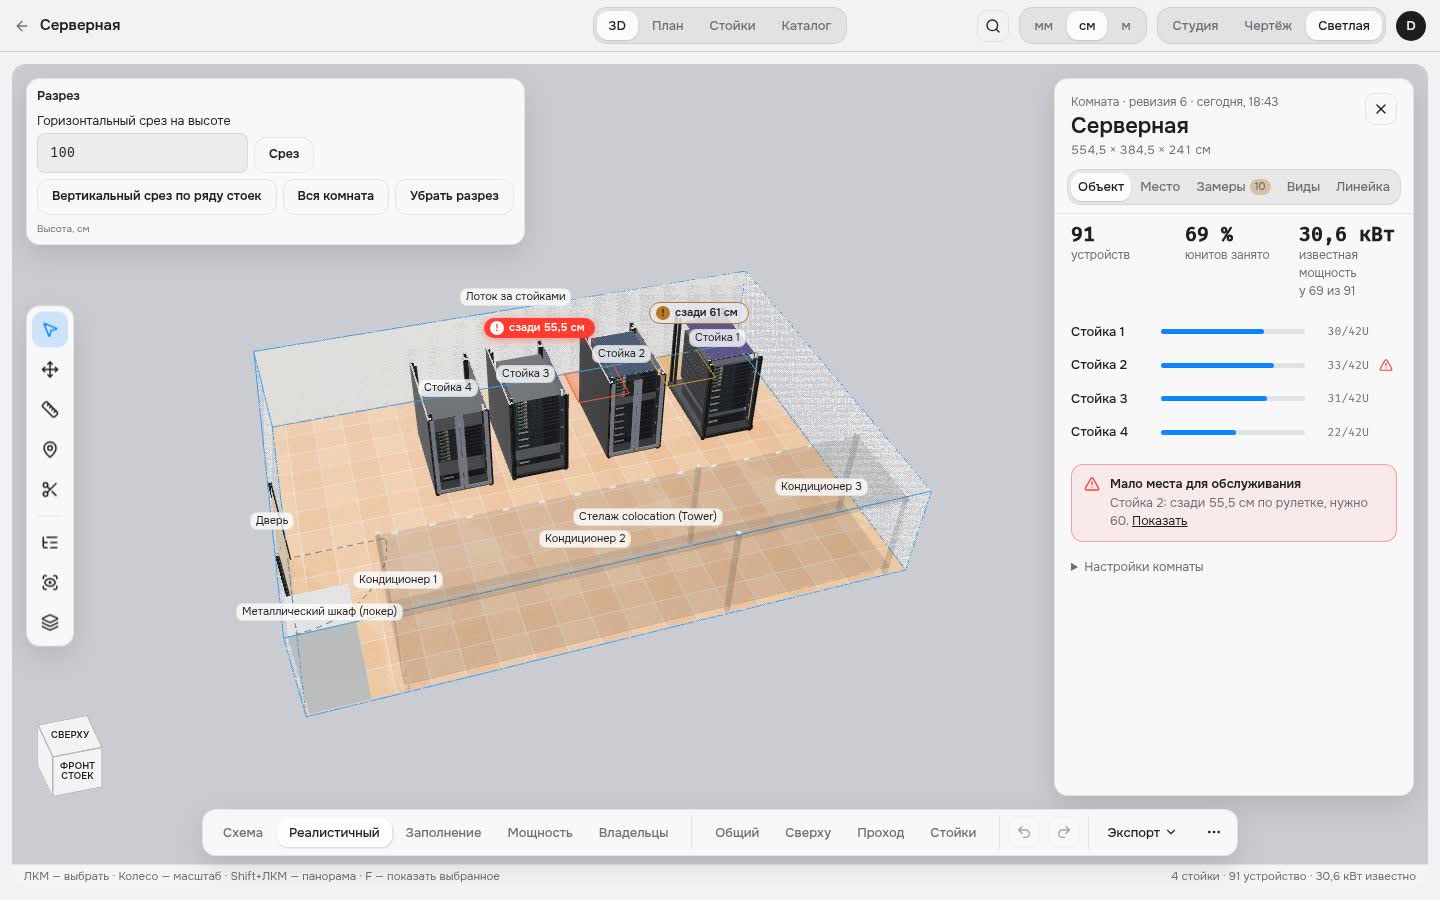 Серверная
3D План Стойки Каталог
мм см м
Студия Чертёж Светлая
D
Разрез
Горизонтальный срез на высоте
100
Срез
Вертикальный срез по ряду стоек
Вся комната
Убрать разрез
Высота, см
Комната · ревизия 6 · сегодня, 18:43
Серверная
554,5 × 384,5 × 241 см
Объект Место Замеры 10 Виды Линейка
91
устройств
69 %
юнитов занято
30,6 кВт
известная
мощность
у 69 из 91
Стойка 1 30/42U
Стойка 2 33/42U
Стойка 3 31/42U
Стойка 4 22/42U
Мало места для обслуживания
Стойка 2: сзади 55,5 см по рулетке, нужно
60. Показать
Настройки комнаты
Лоток за стойками
! сзади 55,5 см
! сзади 61 см
Стойка 1
Стойка 2
Стойка 3
Стойка 4
Кондиционер 3
Стелаж colocation (Tower)
Дверь
Кондиционер 2
Кондиционер 1
Металлический шкаф (локер)
СВЕРХУ
ФРОНТ
СТОЕК
Схема Реалистичный Заполнение Мощность Владельцы
Общий Сверху Проход Стойки
Экспорт
ЛКМ — выбрать · Колесо — масштаб · Shift+ЛКМ — панорама · F — показать выбранное
4 стойки · 91 устройство · 30,6 кВт известно